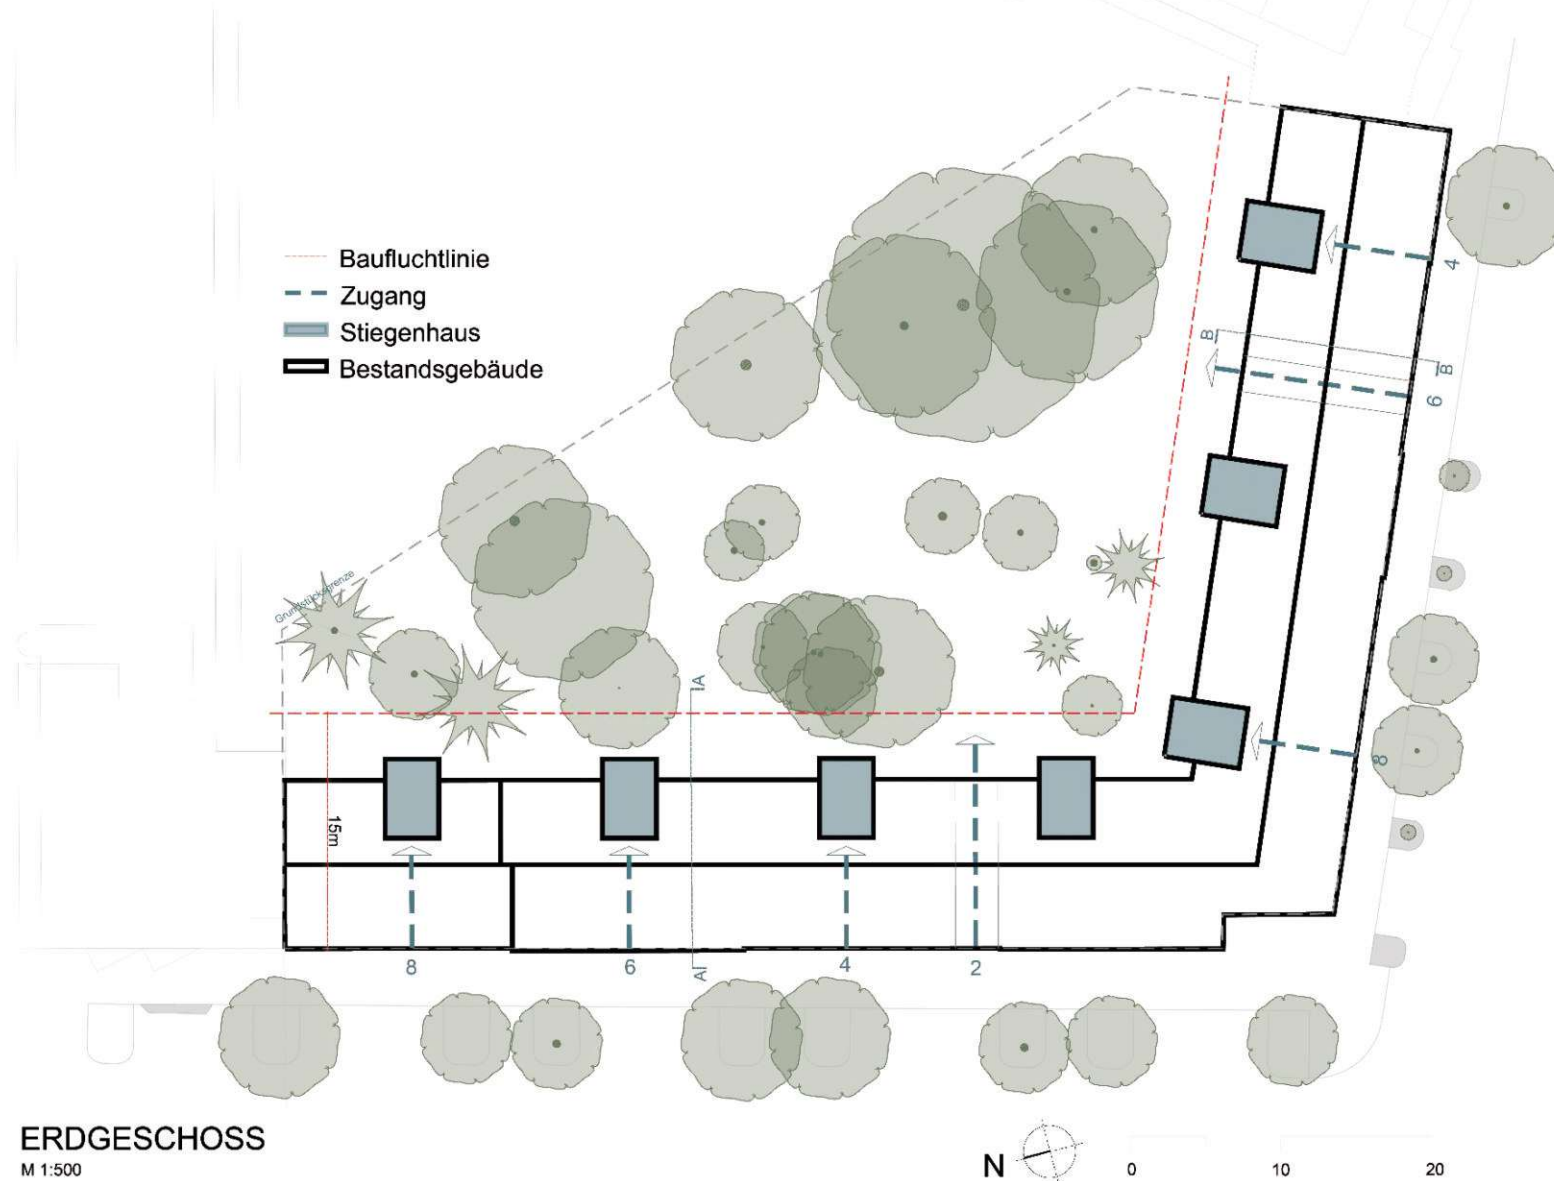 Baufluchtlinie
Zugang
Stiegenhaus
Bestandsgebäude
4
B
B
6
Grundstücksgrenze
A
8
15m
8
6
A
4
2
ERDGESCHOSS
M 1:500
N
0
10
20